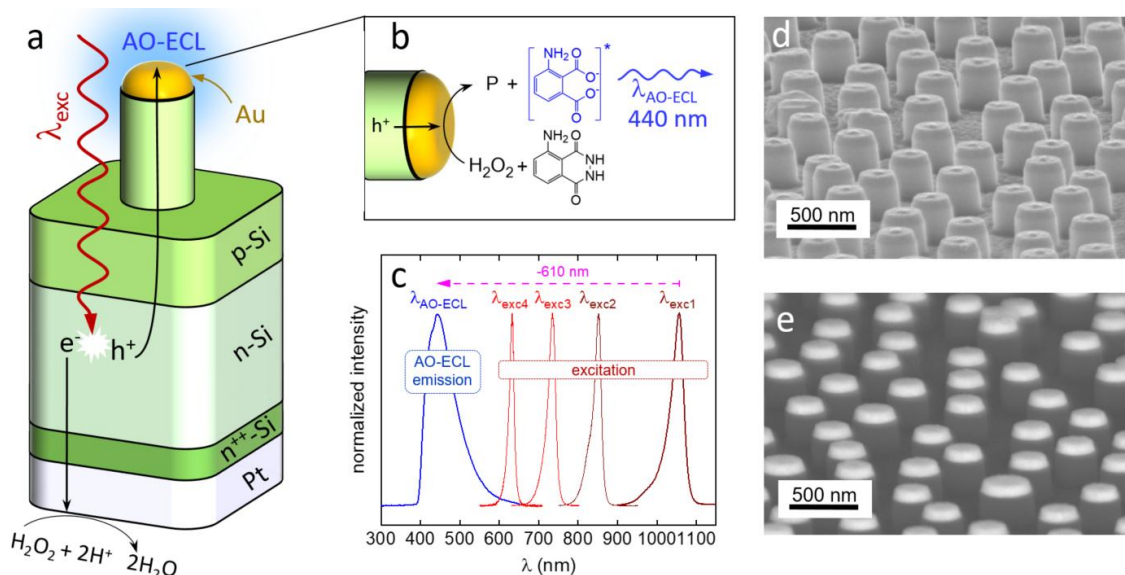 a
AO-ECL
λexc
Au
p-Si
n-Si
e⁻ h⁺
n⁺⁺-Si
Pt
H₂O₂ + 2H⁺ 2H₂O
b
h⁺
P +
NH₂
O
O⁻
O⁻
O
*
λAO-ECL
440 nm
H₂O₂ +
NH₂
O
NH
NH
O
c
-610 nm
λAO-ECL λexc4 λexc3 λexc2 λexc1
AO-ECL
emission
excitation
normalized intensity
300 400 500 600 700 800 900 1000 1100
λ (nm)
d
500 nm
e
500 nm